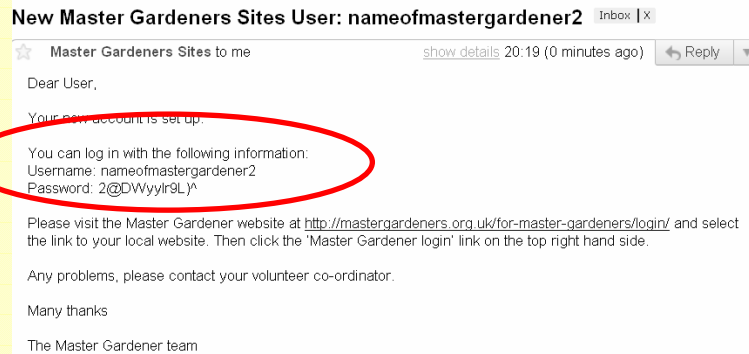 New Master Gardeners Sites User: nameofmastergardener2 Inbox | X
Master Gardeners Sites to me show details 20:19 (0 minutes ago) Reply
Dear User,
Your new account is set up.
You can log in with the following information:
Username: nameofmastergardener2
Password: 2@DWyylr9L)^
Please visit the Master Gardener website at http://mastergardeners.org.uk/for-master-gardeners/login/ and select
the link to your local website. Then click the 'Master Gardener login' link on the top right hand side.
Any problems, please contact your volunteer co-ordinator.
Many thanks
The Master Gardener team